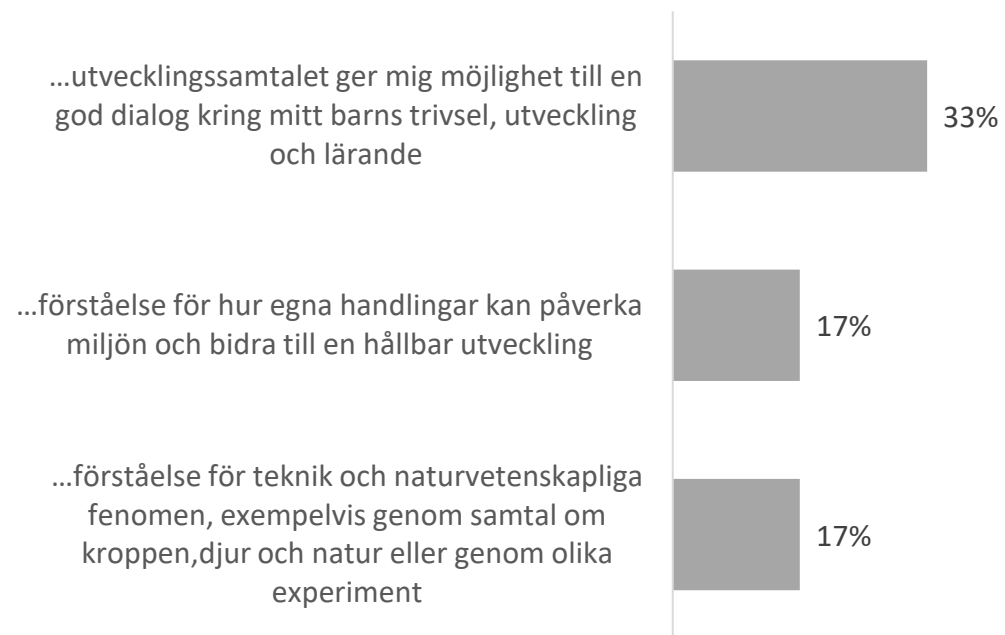 ...utvecklingssamtalet ger mig möjlighet till en
god dialog kring mitt barns trivsel, utveckling
och lärande
33%
...förståelse för hur egna handlingar kan påverka
miljön och bidra till en hållbar utveckling
17%
...förståelse för teknik och naturvetenskapliga
fenomen, exempelvis genom samtal om
kroppen,djur och natur eller genom olika
experiment
17%